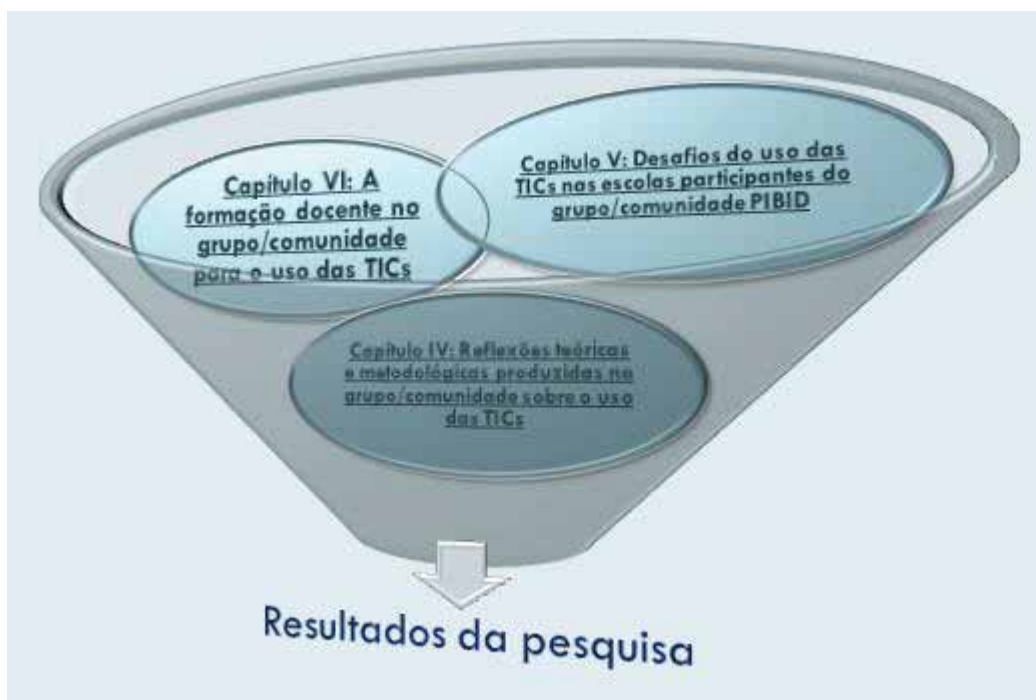 Capítulo VI: A
formação docente no
grupo/comunidade
para o uso das TICs
Capítulo V: Desafios do uso das
TICs nas escolas participantes do
grupo/comunidade PIBID
Capítulo IV: Reflexões teóricas
e metodológicas produzidas no
grupo/comunidade sobre o uso
das TICs
Resultados da pesquisa